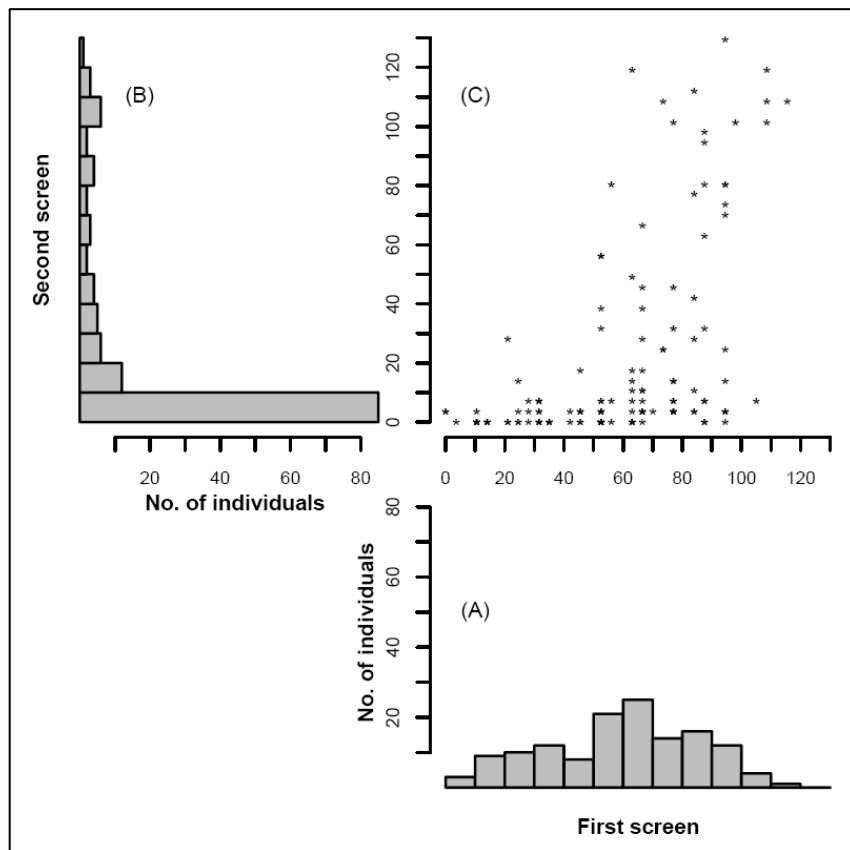 (B)
Second screen
20 40 60 80
No. of individuals
(C)
0 20 40 60 80 100 120
0 20 40 60 80 100 120
(A)
No. of individuals
20 40 60 80
First screen